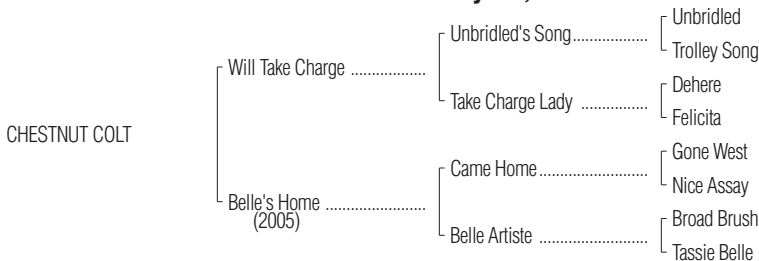 Unbridled
Unbridled's Song....................
Trolley Song
Will Take Charge ..................
Dehere
Take Charge Lady ................
Felicita
CHESTNUT COLT
Gone West
Came Home..........................
Nice Assay
Belle's Home ........................
(2005)
Broad Brush
Belle Artiste ..........................
Tassie Belle